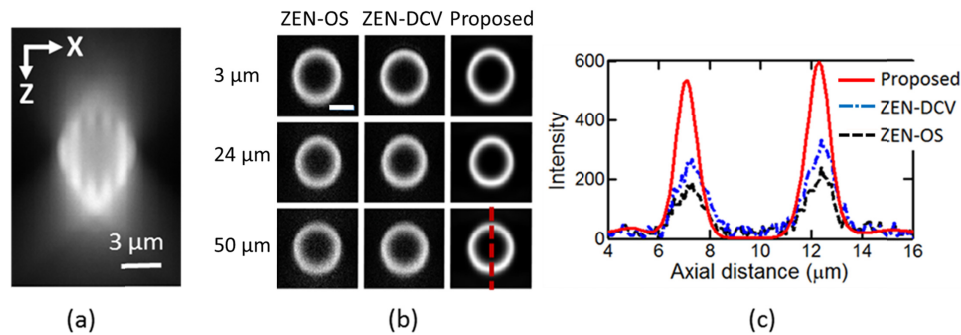 X
Z
3 μm
(a)
ZEN-OS ZEN-DCV Proposed
3 μm
24 μm
50 μm
(b)
600
400
200
0
Intensity
Proposed
ZEN-DCV
ZEN-OS
4 6 8 10 12 14 16
Axial distance (μm)
(c)